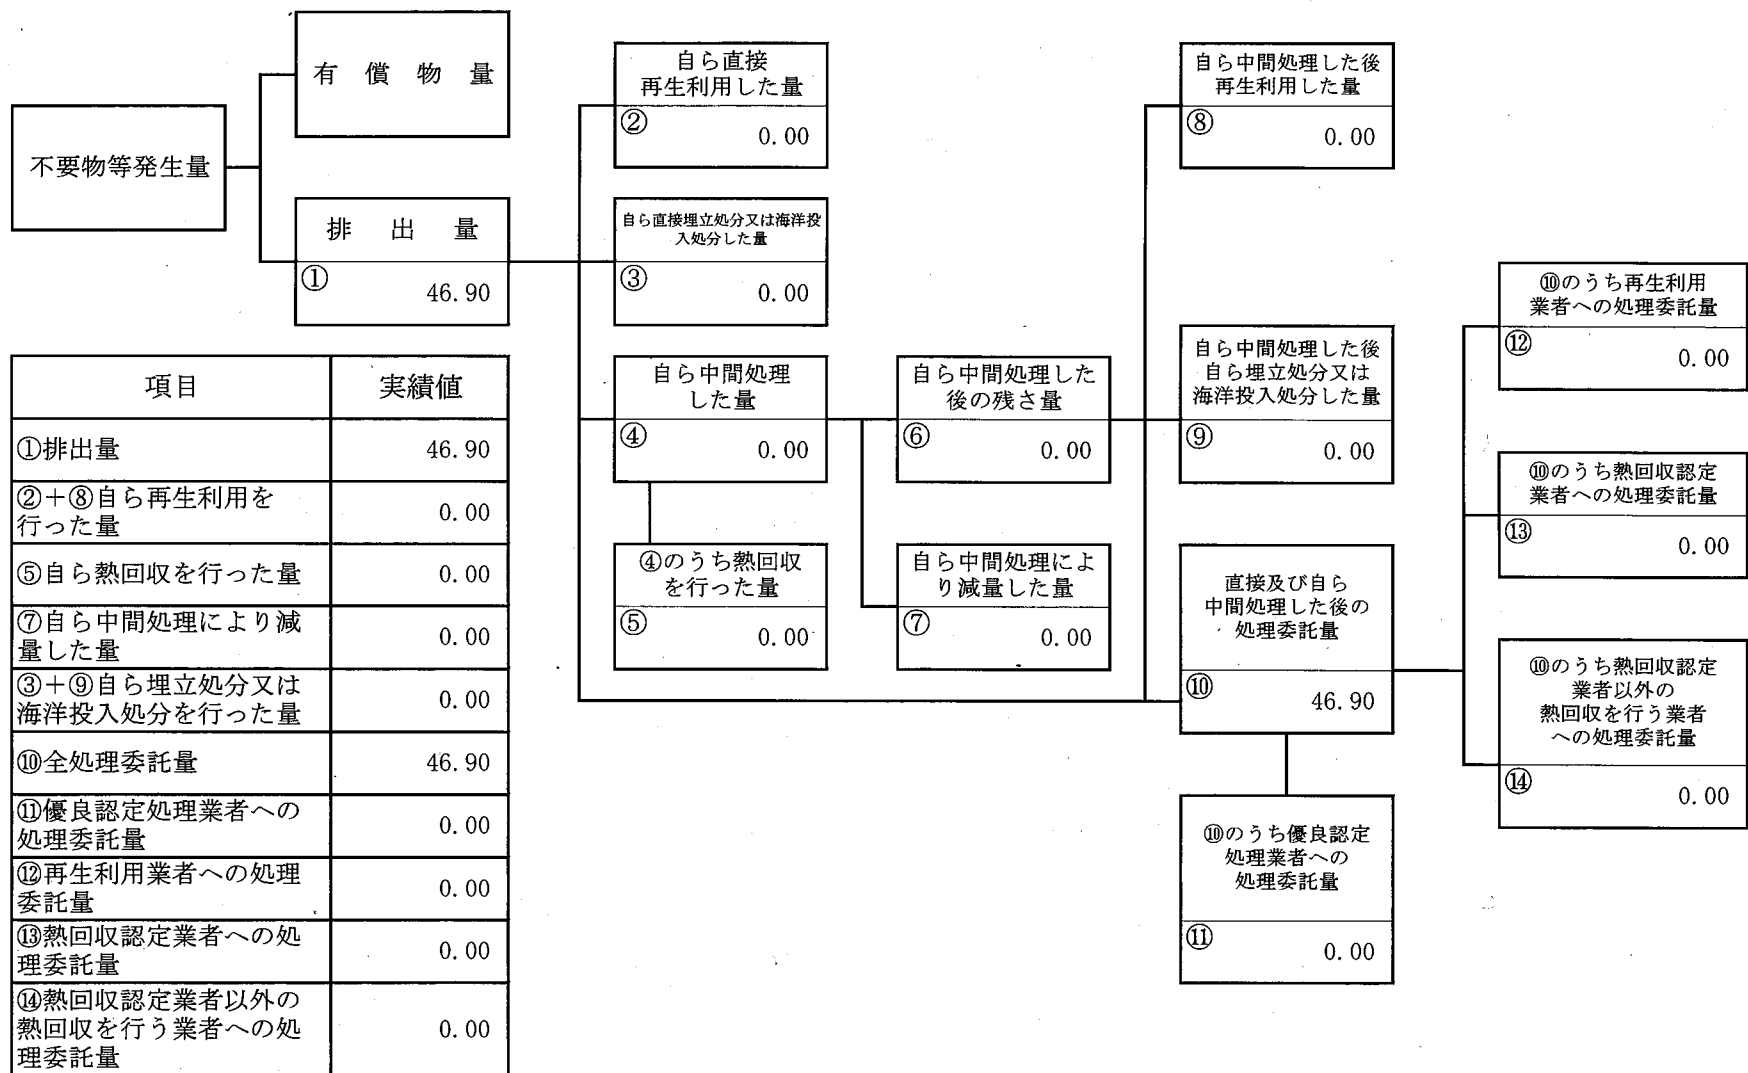 不要物等発生量
有償物量
排出量
①
46.90
自ら直接
再生利用した量
②
0.00
自ら直接埋立処分又は海洋投
入処分した量
③
0.00
自ら中間処理
した量
④
0.00
④のうち熱回収
を行った量
⑤
0.00
自ら中間処理した
後の残さ量
⑥
0.00
自ら中間処理によ
り減量した量
⑦
0.00
自ら中間処理した後
再生利用した量
⑧
0.00
自ら中間処理した後
自ら埋立処分又は
海洋投入処分した量
⑨
0.00
直接及び自ら
中間処理した後の
処理委託量
⑩
46.90
⑩のうち優良認定
処理業者への
処理委託量
⑪
0.00
⑩のうち再生利用
業者への処理委託量
⑫
0.00
⑩のうち熱回収認定
業者への処理委託量
⑬
0.00
⑩のうち熱回収認定
業者以外の
熱回収を行う業者
への処理委託量
⑭
0.00
項目 実績値
①排出量 46.90
②＋⑧自ら再生利用を
行った量 0.00
⑤自ら熱回収を行った量 0.00
⑦自ら中間処理により減
量した量 0.00
③＋⑨自ら埋立処分又は
海洋投入処分を行った量 0.00
⑩全処理委託量 46.90
⑪優良認定処理業者への
処理委託量 0.00
⑫再生利用業者への処理
委託量 0.00
⑬熱回収認定業者への処
理委託量 0.00
⑭熱回収認定業者以外の
熱回収を行う業者への処
理委託量 0.00